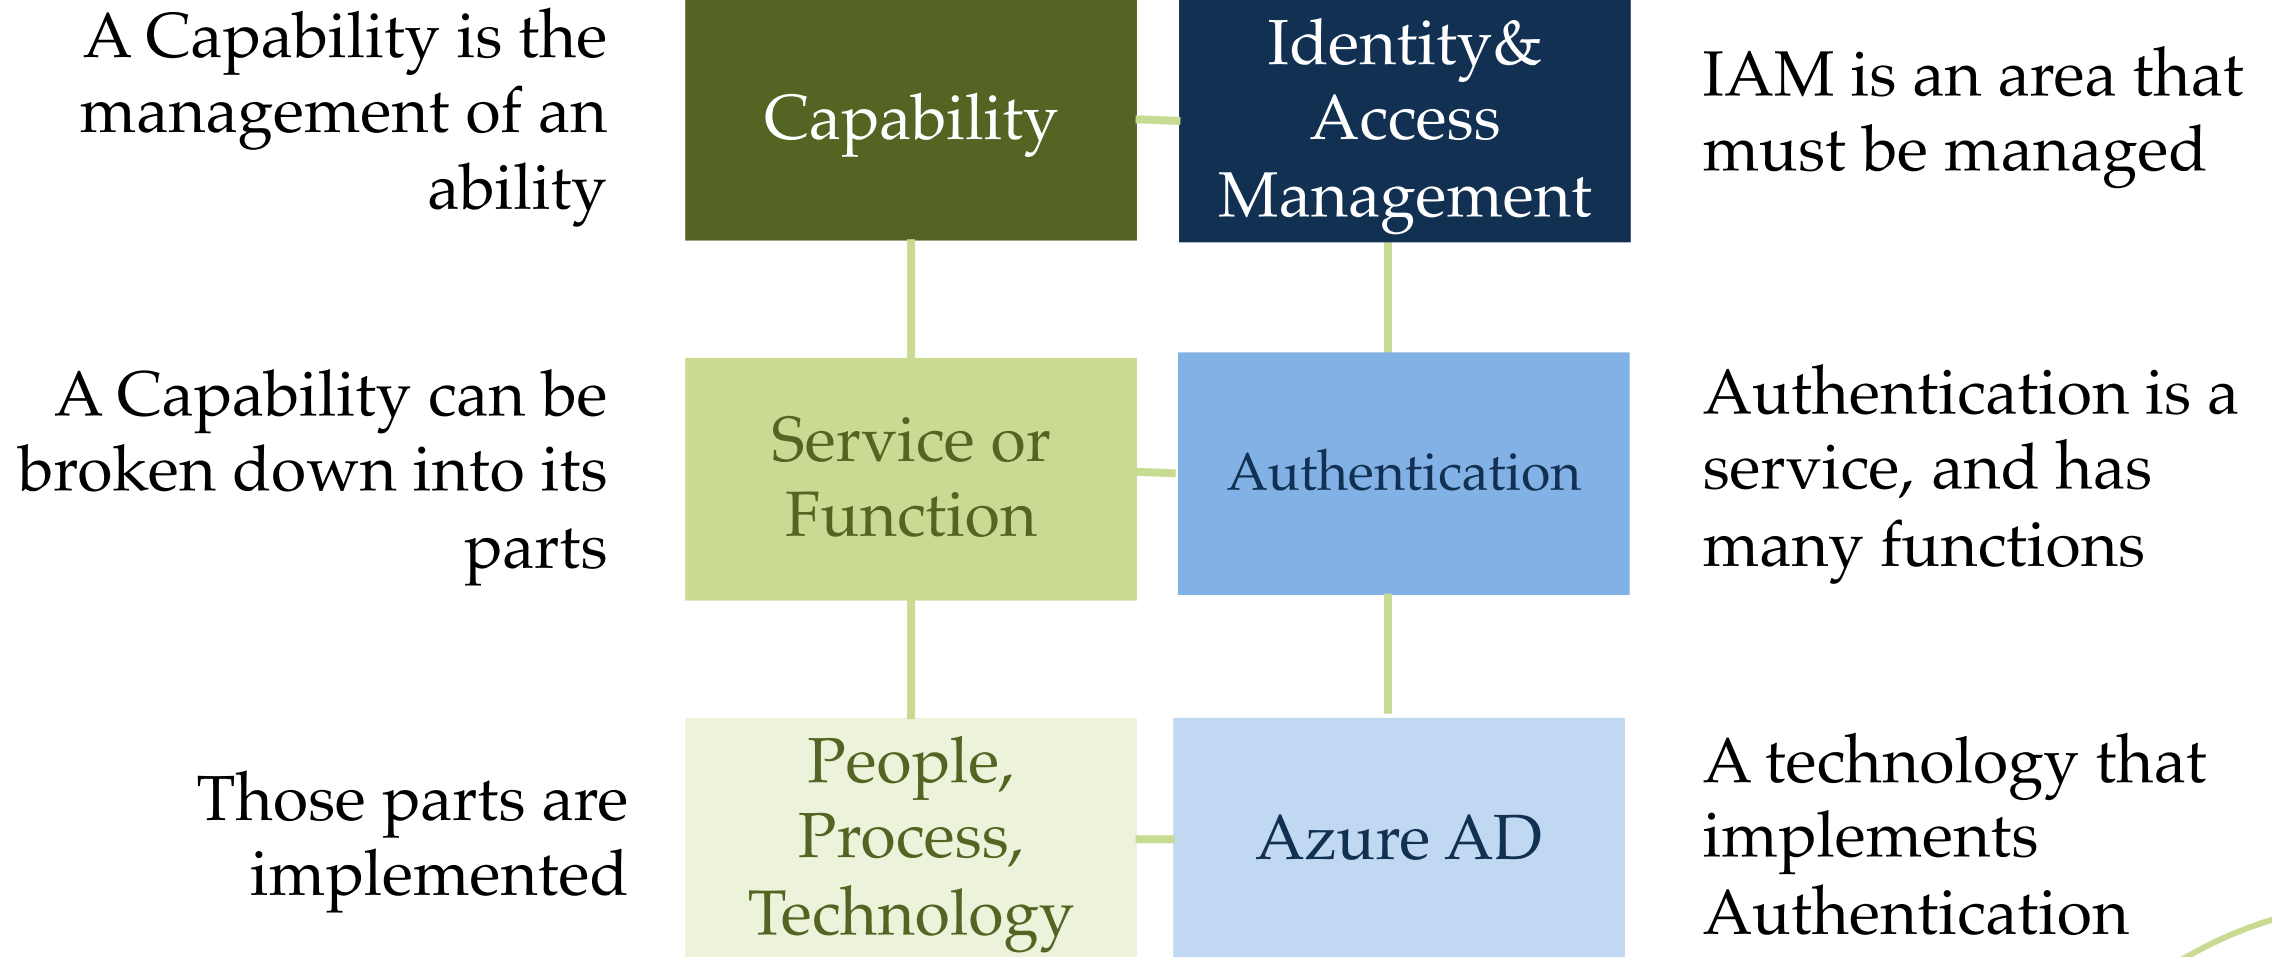 A Capability is the
management of an
ability
Capability
Identity&
Access
Management
IAM is an area that
must be managed
A Capability can be
broken down into its
parts
Service or
Function
Authentication
Authentication is a
service, and has
many functions
Those parts are
implemented
People,
Process,
Technology
Azure AD
A technology that
implements
Authentication